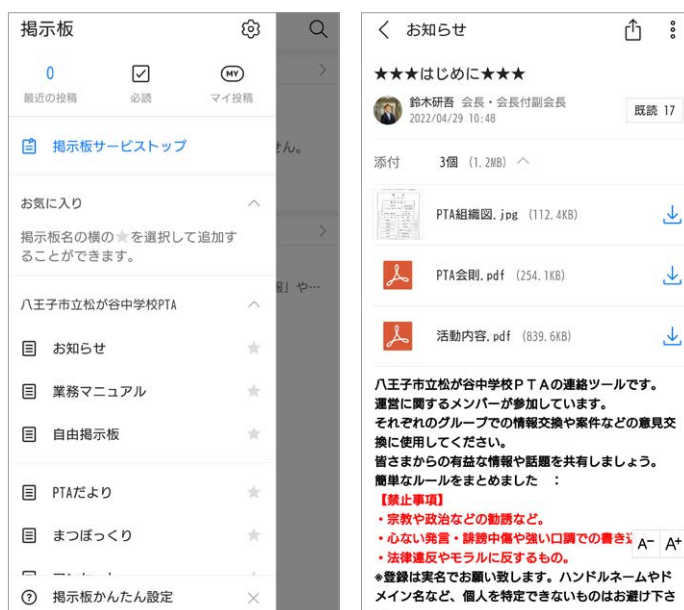 掲示板
0
最近の投稿
必読
MY
マイ投稿
掲示板サービストップ
お気に入り
掲示板名の横の★を選択して追加す
ることができます。
八王子市立松が谷中学校PTA
お知らせ
業務マニュアル
自由掲示板
PTAだより
まつぼっくり
掲示板かんたん設定
せん。
や…
お知らせ
★★★はじめに★★★
鈴木研吾 会長・会長付副会長
2022/04/29 10:48
既読 17
添付 3個 (1.2MB)
PTA組織図.jpg (112.4KB)
PTA会則.pdf (254.1KB)
活動内容.pdf (839.6KB)
八王子市立松が谷中学校PTAの連絡ツールです。
運営に関するメンバーが参加しています。
それぞれのグループでの情報交換や案件などの意見交
換に使用してください。
皆さまからの有益な情報や話題を共有しましょう。
簡単なルールをまとめました ：
【禁止事項】
・宗教や政治などの勧誘など。
・心ない発言・誹謗中傷や強い口調での書き込
・法律違反やモラルに反するもの。
A- A+
*登録は実名でお願い致します。ハンドルネームやド
メイン名など、個人を特定できないものはお避け下さ